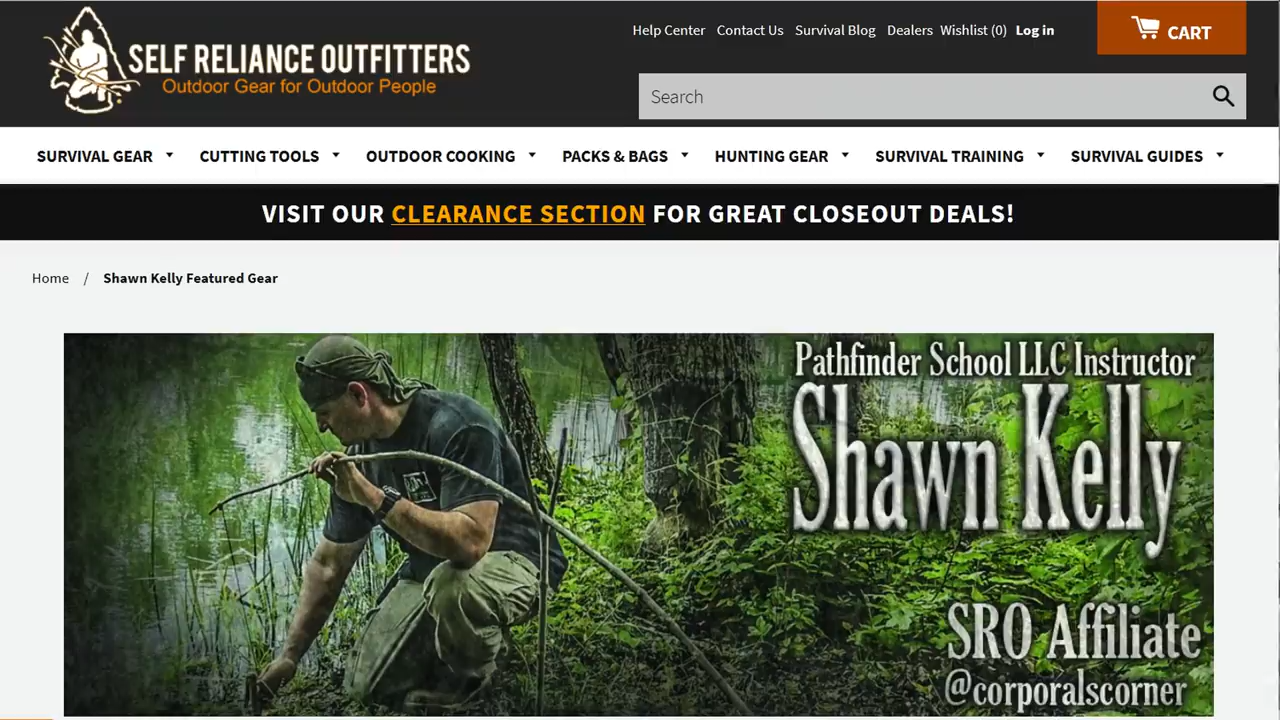 Help Center Contact Us Survival Blog Dealers Wishlist (0) Log in
CART
SELF RELIANCE OUTFITTERS
Outdoor Gear for Outdoor People
Search
SURVIVAL GEAR CUTTING TOOLS OUTDOOR COOKING PACKS & BAGS HUNTING GEAR SURVIVAL TRAINING SURVIVAL GUIDES
VISIT OUR CLEARANCE SECTION FOR GREAT CLOSEOUT DEALS!
Home / Shawn Kelly Featured Gear
Pathfinder School LLC Instructor
Shawn Kelly
SRO Affiliate
@corporalscorner